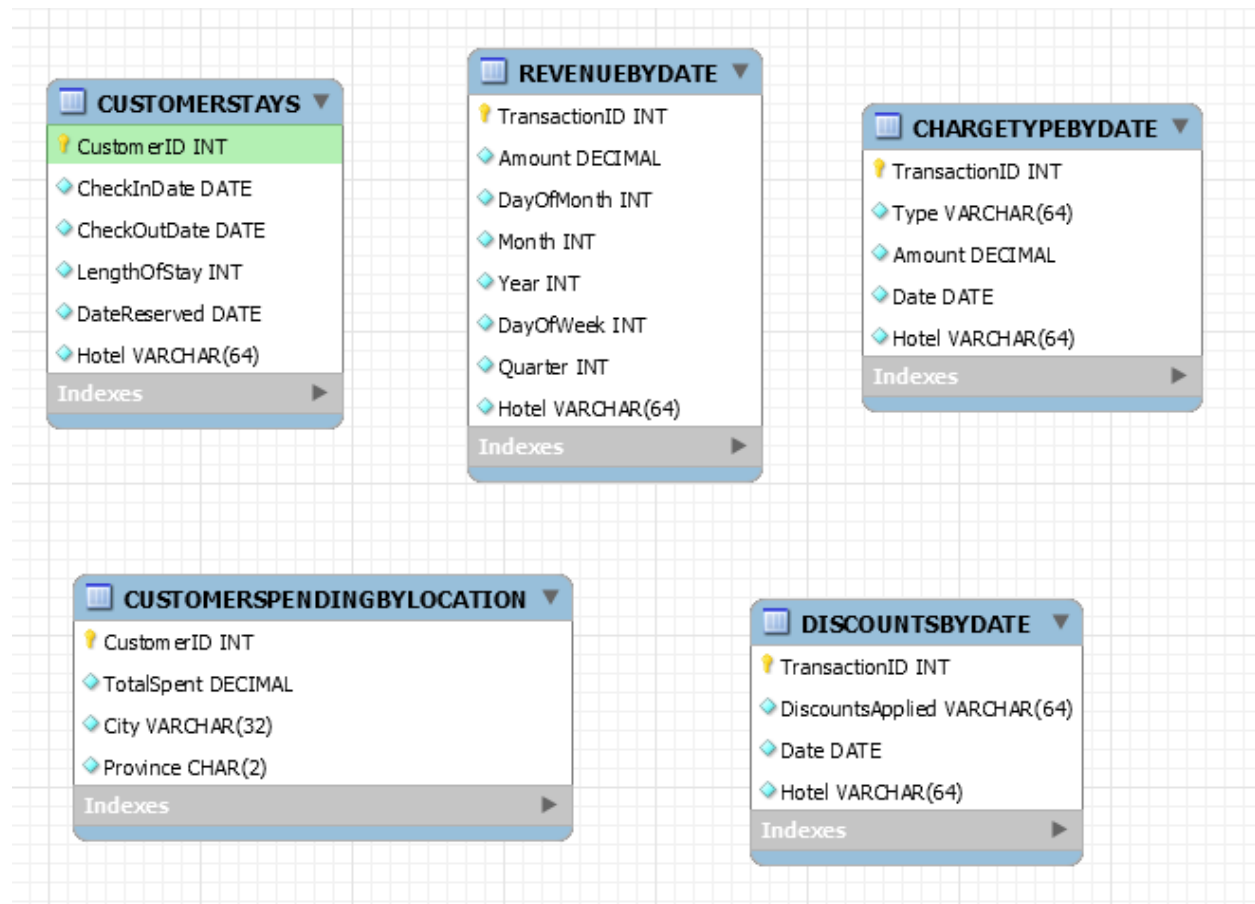 CUSTOMERSTAYS
CustomerID INT
CheckInDate DATE
CheckOutDate DATE
LengthOfStay INT
DateReserved DATE
Hotel VARCHAR(64)
Indexes
REVENUEBYDATE
TransactionID INT
Amount DECIMAL
DayOfMonth INT
Month INT
Year INT
DayOfWeek INT
Quarter INT
Hotel VARCHAR(64)
Indexes
CHARGETYPEBYDATE
TransactionID INT
Type VARCHAR(64)
Amount DECIMAL
Date DATE
Hotel VARCHAR(64)
Indexes
CUSTOMERSPENDINGBYLOCATION
CustomerID INT
TotalSpent DECIMAL
City VARCHAR(32)
Province CHAR(2)
Indexes
DISCOUNTSBYDATE
TransactionID INT
DiscountsApplied VARCHAR(64)
Date DATE
Hotel VARCHAR(64)
Indexes